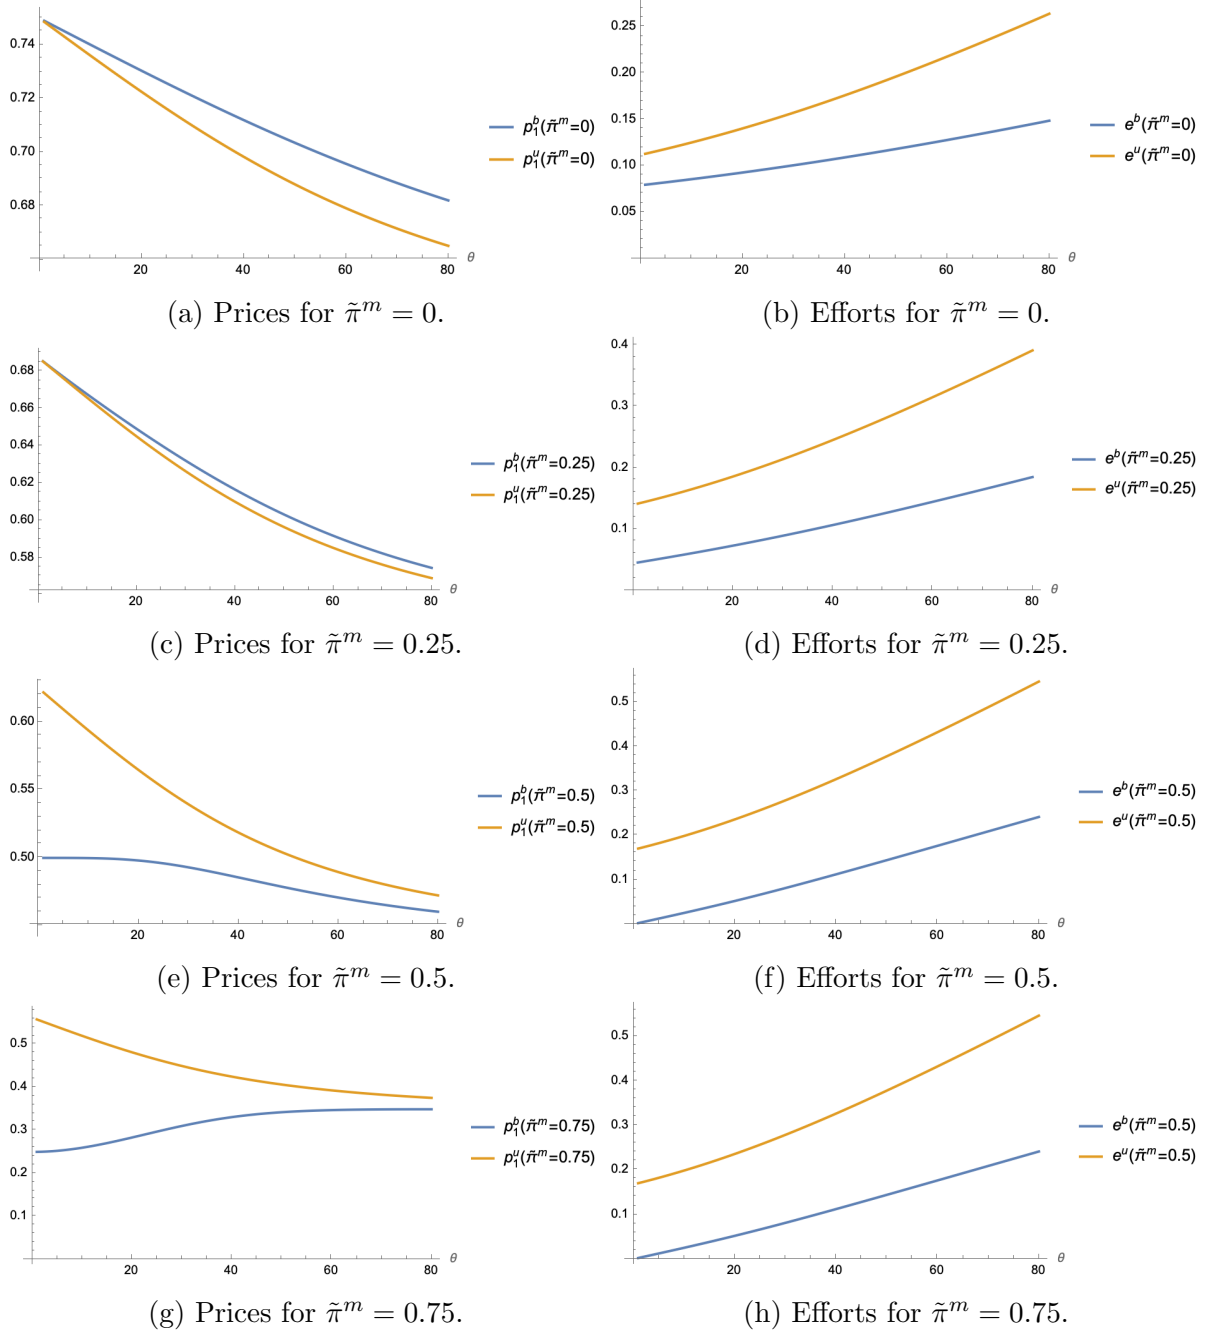 0.74
0.72
0.70
0.68
20 40 60 80 θ
p₁ᵇ(π̃ᵐ=0)
p₁ᵘ(π̃ᵐ=0)
0.25
0.20
0.15
0.10
0.05
20 40 60 80 θ
eᵇ(π̃ᵐ=0)
eᵘ(π̃ᵐ=0)
(a) Prices for π̃ᵐ = 0.
(b) Efforts for π̃ᵐ = 0.
0.68
0.66
0.64
0.62
0.60
0.58
20 40 60 80 θ
p₁ᵇ(π̃ᵐ=0.25)
p₁ᵘ(π̃ᵐ=0.25)
0.4
0.3
0.2
0.1
20 40 60 80 θ
eᵇ(π̃ᵐ=0.25)
eᵘ(π̃ᵐ=0.25)
(c) Prices for π̃ᵐ = 0.25.
(d) Efforts for π̃ᵐ = 0.25.
0.60
0.55
0.50
20 40 60 80 θ
p₁ᵇ(π̃ᵐ=0.5)
p₁ᵘ(π̃ᵐ=0.5)
0.5
0.4
0.3
0.2
0.1
20 40 60 80 θ
eᵇ(π̃ᵐ=0.5)
eᵘ(π̃ᵐ=0.5)
(e) Prices for π̃ᵐ = 0.5.
(f) Efforts for π̃ᵐ = 0.5.
0.5
0.4
0.3
0.2
0.1
20 40 60 80 θ
p₁ᵇ(π̃ᵐ=0.75)
p₁ᵘ(π̃ᵐ=0.75)
0.5
0.4
0.3
0.2
0.1
20 40 60 80 θ
eᵇ(π̃ᵐ=0.5)
eᵘ(π̃ᵐ=0.5)
(g) Prices for π̃ᵐ = 0.75.
(h) Efforts for π̃ᵐ = 0.75.